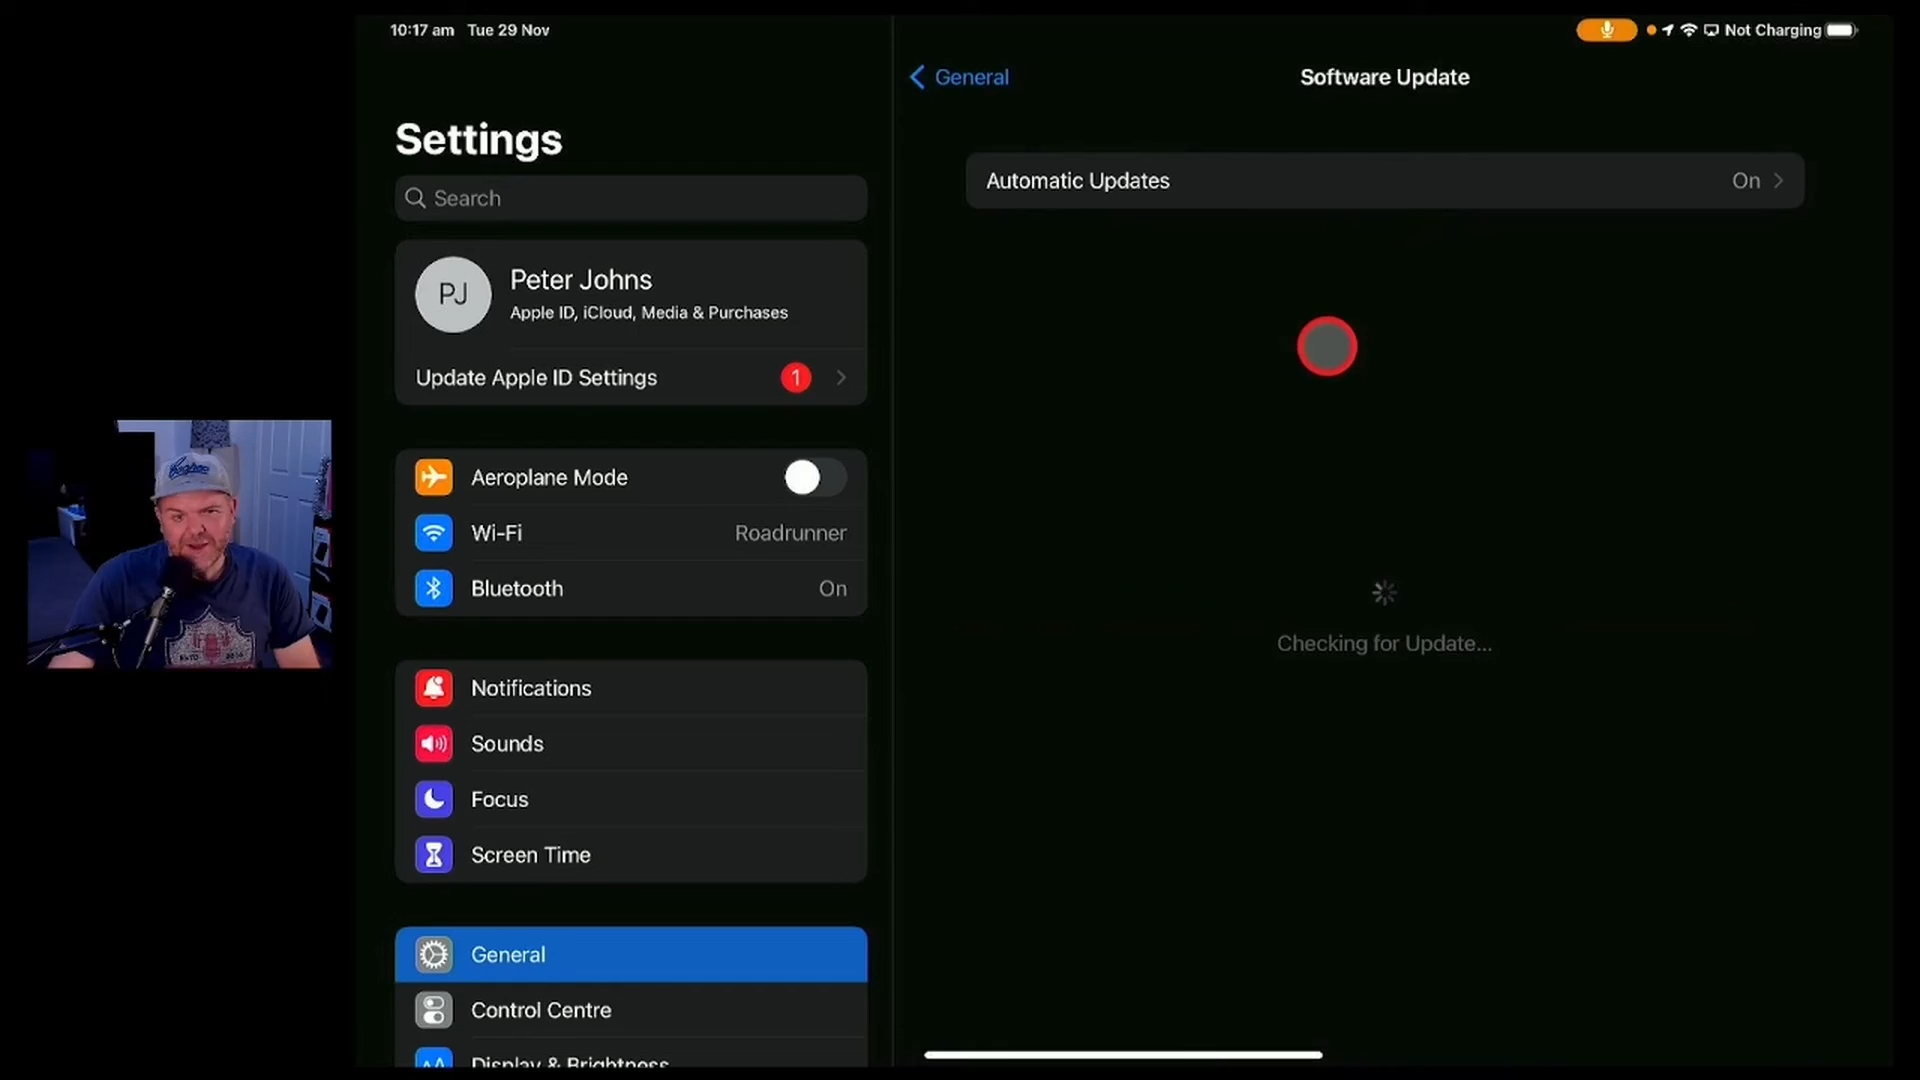 10:17 am Tue 29 Nov
Not Charging
General
Software Update
Settings
Search
Automatic Updates
On
PJ
Peter Johns
Apple ID, iCloud, Media & Purchases
Update Apple ID Settings
1
Aeroplane Mode
Wi-Fi
Roadrunner
Bluetooth
On
Checking for Update...
Notifications
Sounds
Focus
Screen Time
General
Control Centre
Display & Brightness